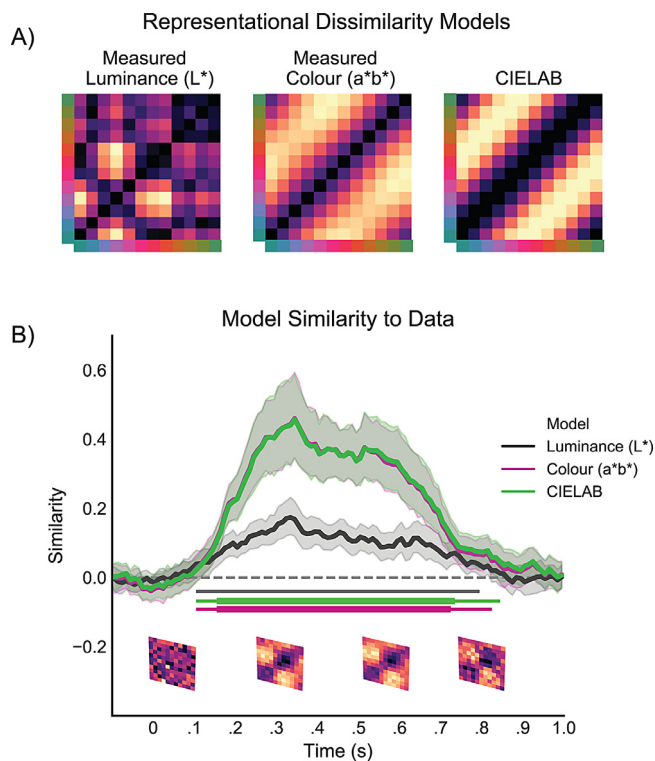 Representational Dissimilarity Models
A)
Measured
Luminance (L*)
Measured
Colour (a*b*)
CIELAB
Model Similarity to Data
B)
0.6
0.4
0.2
0.0
−0.2
Similarity
Model
Luminance (L*)
Colour (a*b*)
CIELAB
0 .1 .2 .3 .4 .5 .6 .7 .8 .9 1.0
Time (s)